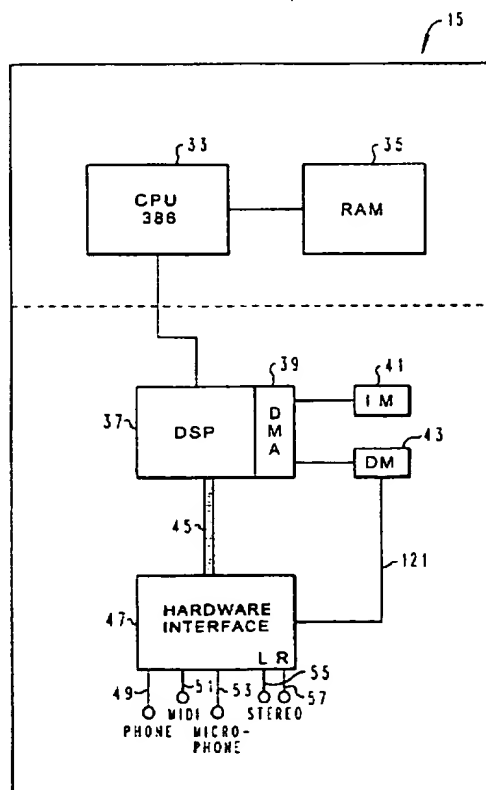 15
33
35
CPU
386
RAM
39
41
37
DSP
DMA
IM
43
DM
45
121
47
HARDWARE
INTERFACE
L R
49
51
53
55
57
PHONE
MIDI
MICRO-
PHONE
STEREO